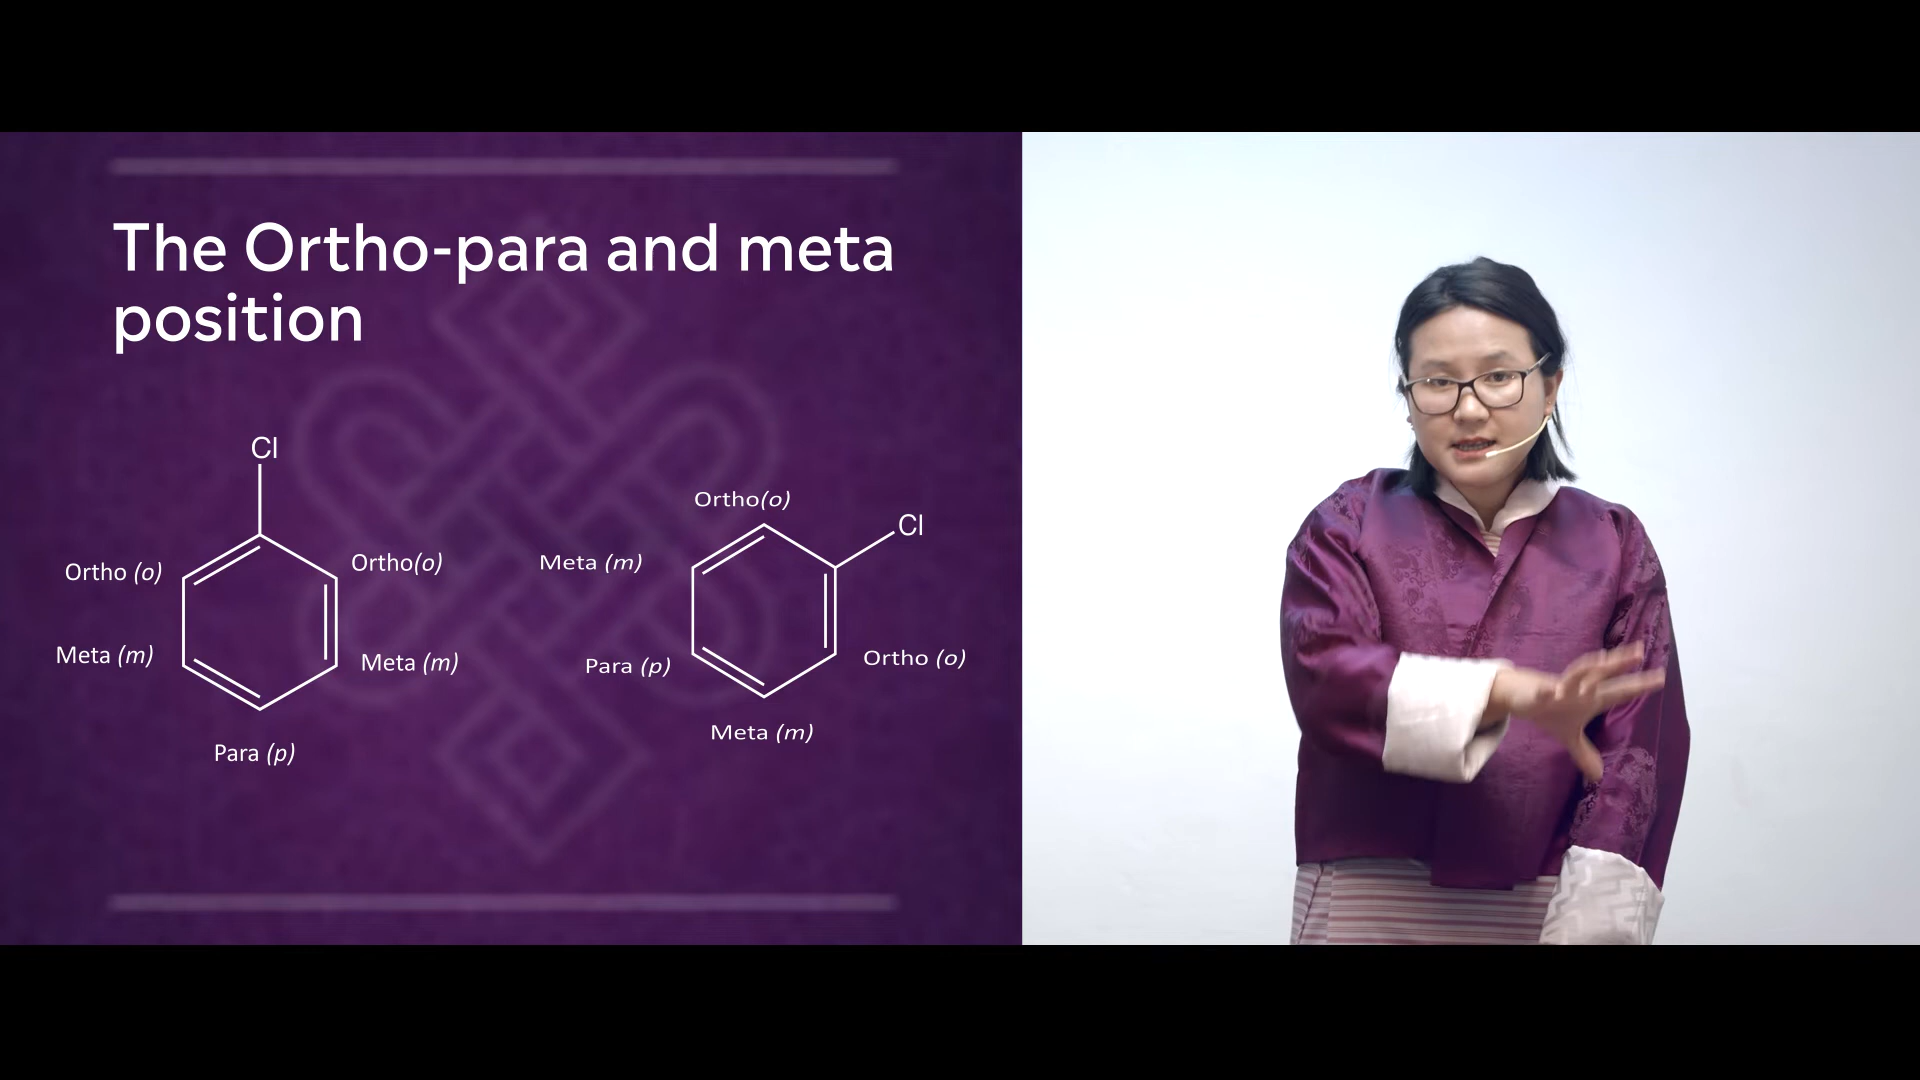 The Ortho-para and meta
position
Cl
Ortho (o)
Ortho(o)
Meta (m)
Meta (m)
Para (p)
Ortho(o)
Cl
Meta (m)
Para (p)
Ortho (o)
Meta (m)